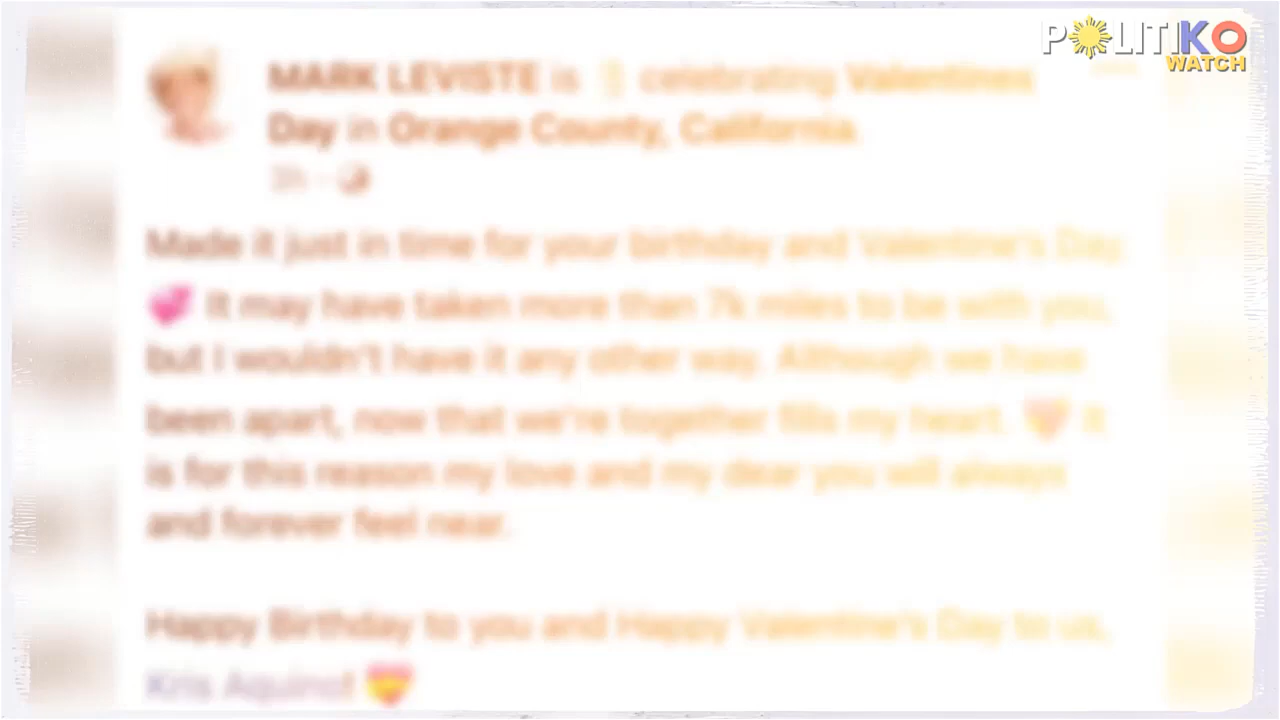 POLITIKO
WATCH
MARK LEVISTE is celebrating Valentines
Day in Orange County, California.
Made it just in time for your birthday and Valentine's Day.
It may have taken more than 7k miles to be with you,
but I wouldn't have it any other way. Although we have
been apart, now that we're together fills my heart. It
is for this reason my love and my dear you will always
and forever feel near.
Happy Birthday to you and Happy Valentine's Day to us,
Kris Aquino!